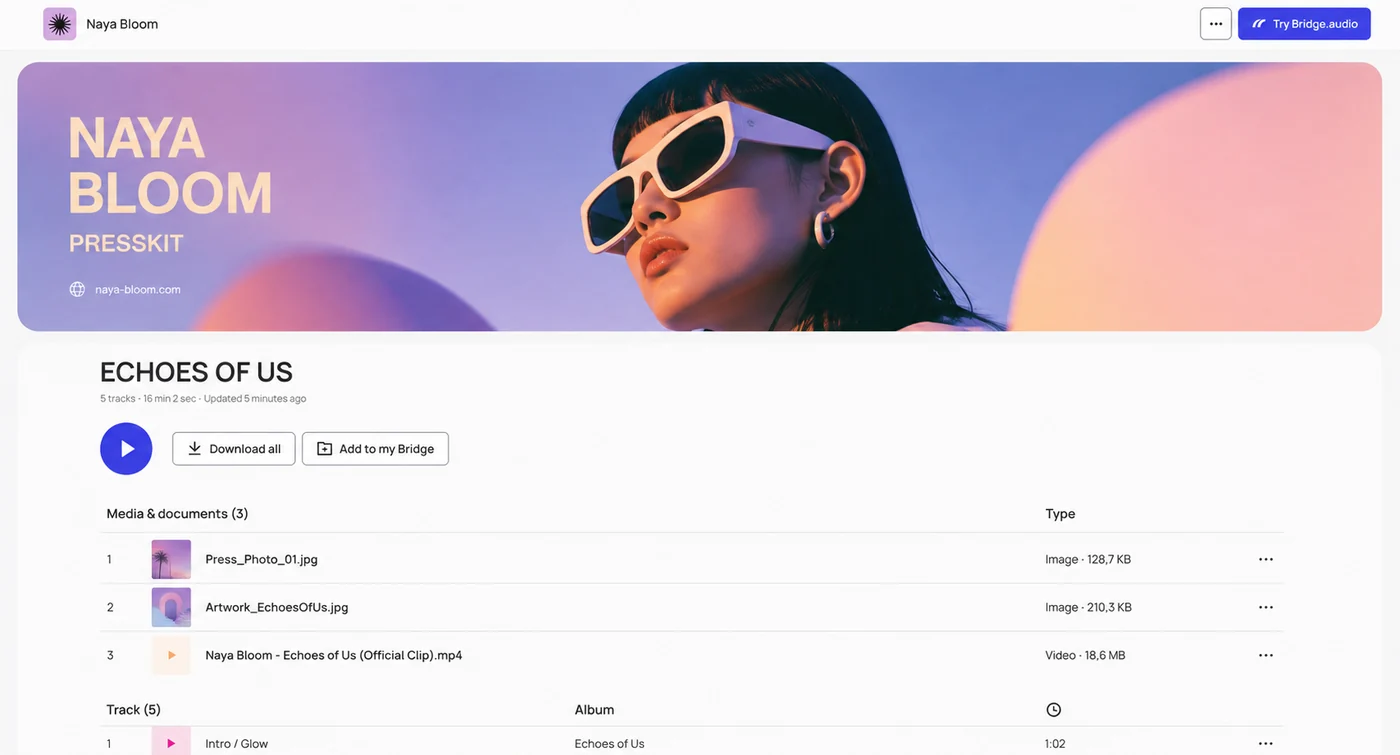 Naya Bloom
Try Bridge.audio
NAYA
BLOOM
PRESSKIT
naya-bloom.com
ECHOES OF US
5 tracks · 16 min 2 sec · Updated 5 minutes ago
Download all
Add to my Bridge
Media & documents (3) Type
1 Press_Photo_01.jpg Image · 128,7 KB
2 Artwork_EchoesOfUs.jpg Image · 210,3 KB
3 Naya Bloom - Echoes of Us (Official Clip).mp4 Video · 18,6 MB
Track (5) Album
1 Intro / Glow Echoes of Us 1:02